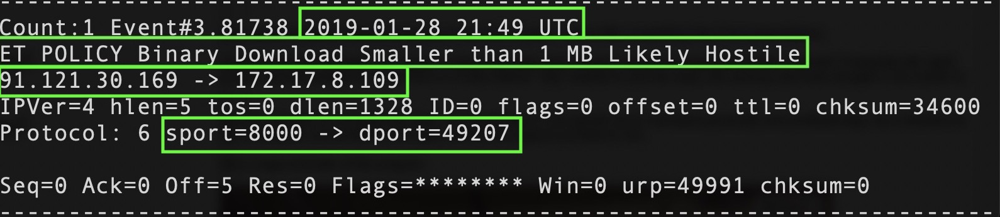 Count:1 Event#3.81738 2019-01-28 21:49 UTC
ET POLICY Binary Download Smaller than 1 MB Likely Hostile
91.121.30.169 -> 172.17.8.109
IPVer=4 hlen=5 tos=0 dlen=1328 ID=0 flags=0 offset=0 ttl=0 chksum=34600
Protocol: 6 sport=8000 -> dport=49207
Seq=0 Ack=0 Off=5 Res=0 Flags=******** Win=0 urp=49991 chksum=0